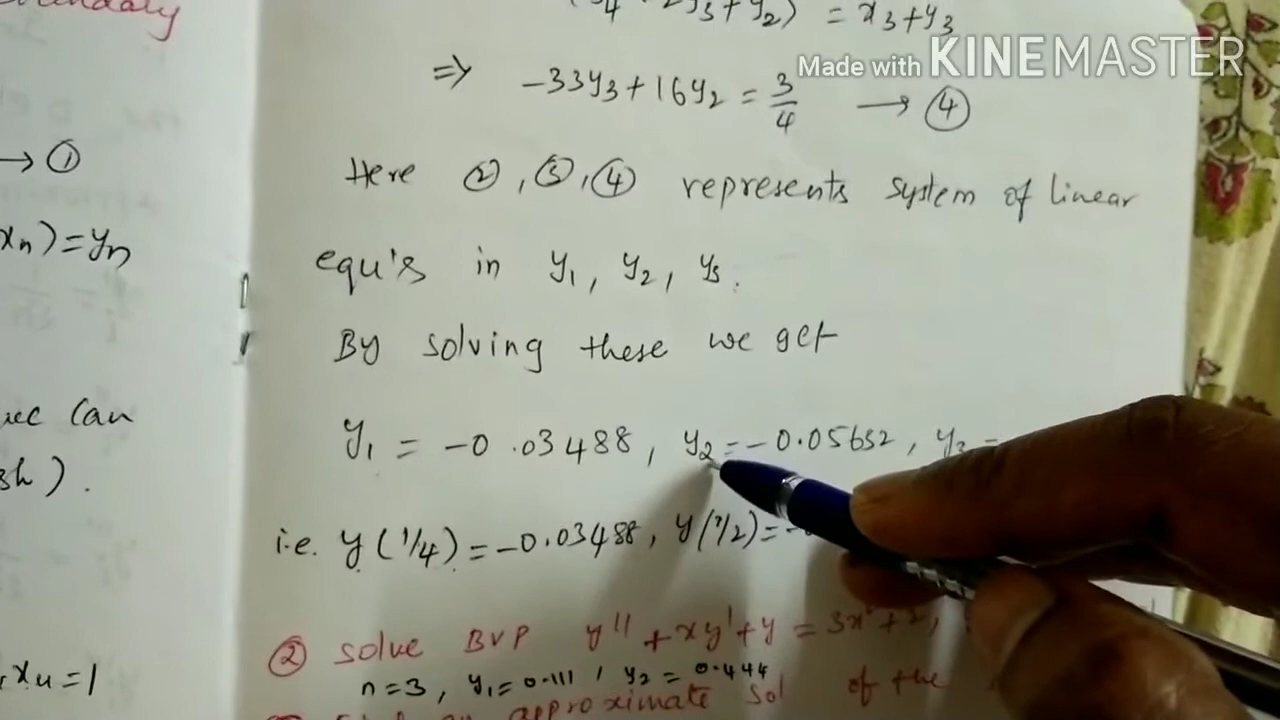 = x3+y3
Made with KINEMASTER
=> -33y3+16y2 = 3/4 → ④
Here ②, ③, ④ represents system of linear
equ's in y1, y2, y3.
By solving these we get
y1 = -0.03488, y2=-0.05632, y3 =
i.e. y(1/4) = -0.03488, y(1/2)=
② solve BVP y''+xy'+y = 3x²+2,
n=3, y1=0.111, y2=0.444
approximate sol of the
→ ①
xn)=yn
can
sh).
x4=1